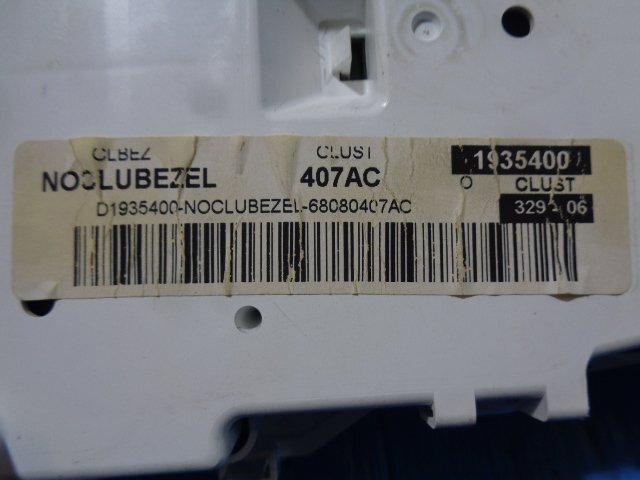 CLBEZ CLUST 1935400
NOCLUBEZEL 407AC O CLUST
D1935400-NOCLUBEZEL-68080407AC 329 - 06